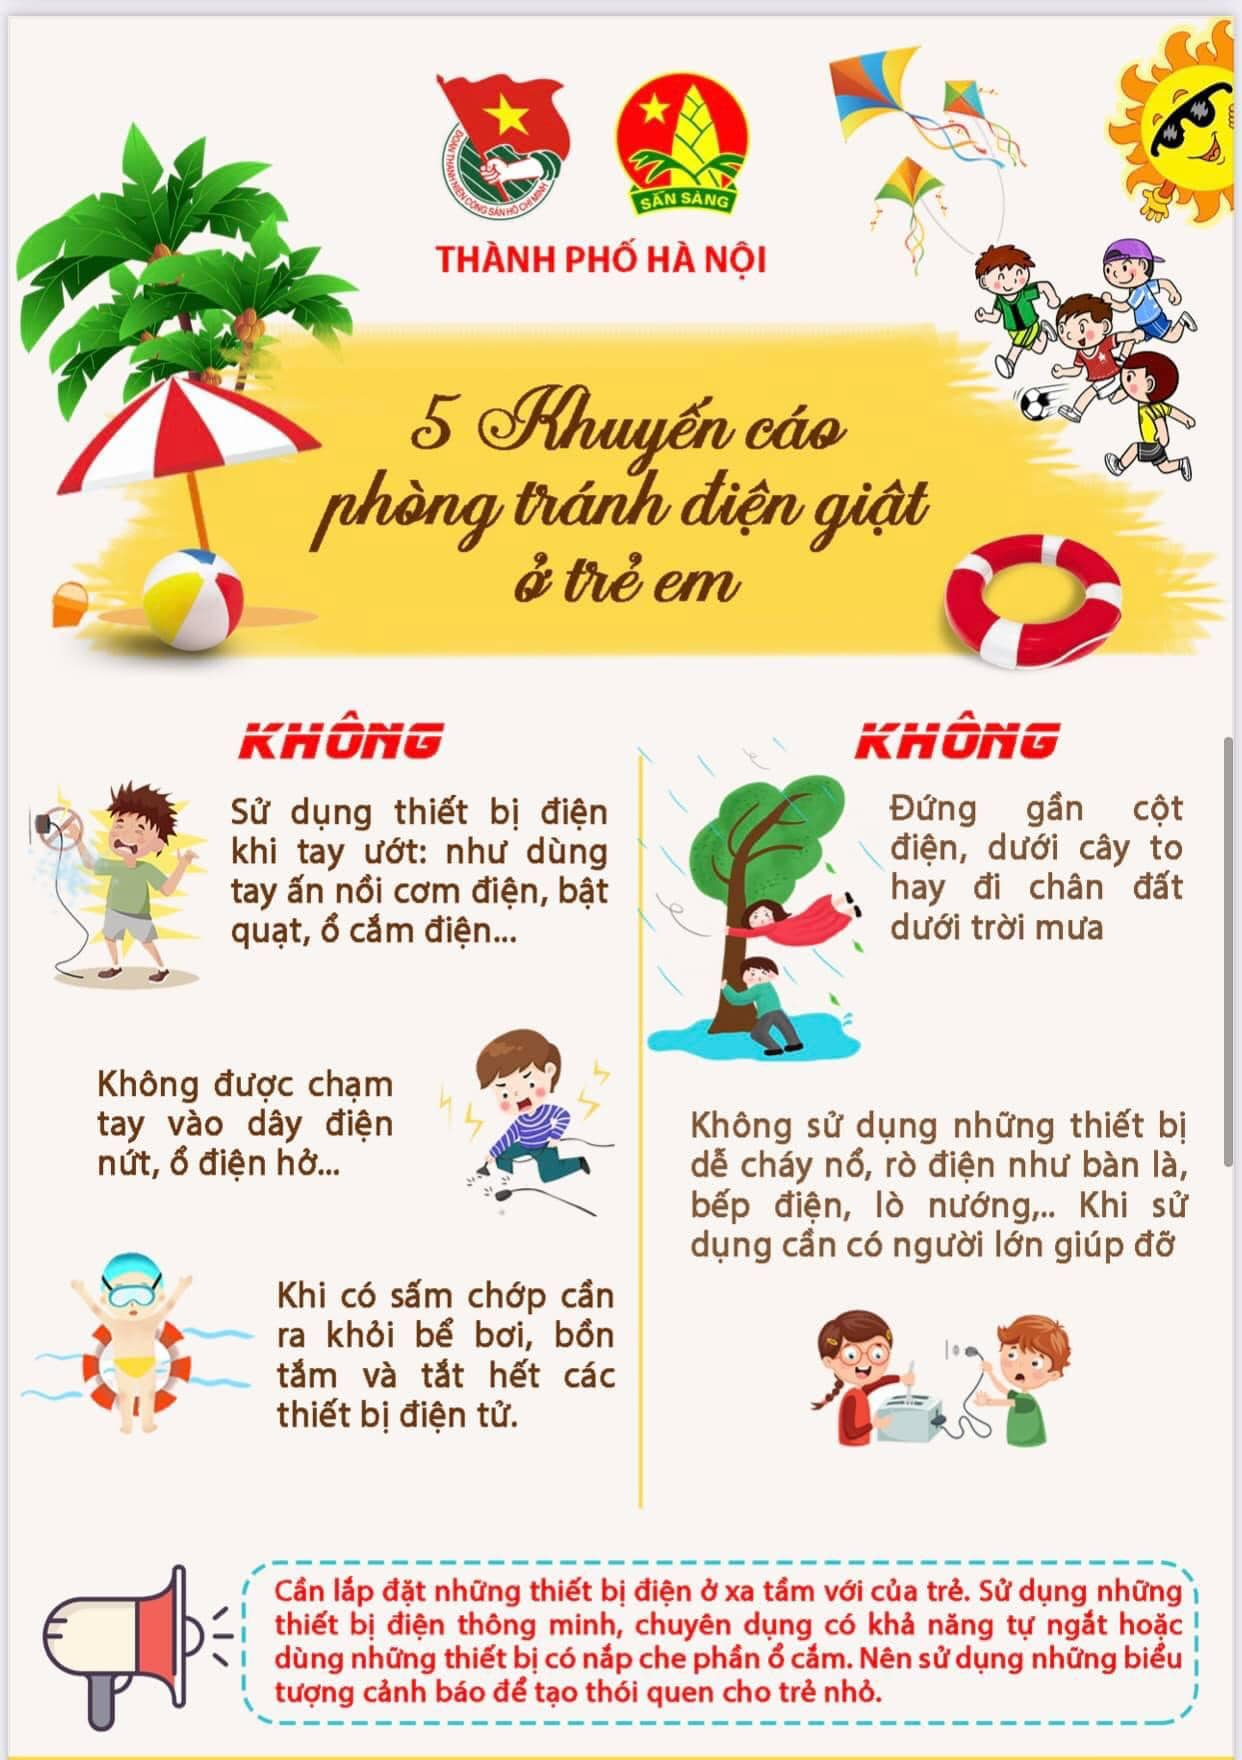 ĐOÀN THANH NIÊN CỘNG SẢN HỒ CHÍ MINH
SẴN SÀNG
THÀNH PHỐ HÀ NỘI
5 Khuyến cáo
phòng tránh điện giật
ở trẻ em
KHÔNG
Sử dụng thiết bị điện
khi tay ướt: như dùng
tay ấn nồi cơm điện, bật
quạt, ổ cắm điện...
Không được chạm
tay vào dây điện
nứt, ổ điện hở...
Khi có sấm chớp cần
ra khỏi bể bơi, bồn
tắm và tắt hết các
thiết bị điện tử.
KHÔNG
Đứng gần cột
điện, dưới cây to
hay đi chân đất
dưới trời mưa
Không sử dụng những thiết bị
dễ cháy nổ, rò điện như bàn là,
bếp điện, lò nướng,.. Khi sử
dụng cần có người lớn giúp đỡ
Cần lắp đặt những thiết bị điện ở xa tầm với của trẻ. Sử dụng những
thiết bị điện thông minh, chuyên dụng có khả năng tự ngắt hoặc
dùng những thiết bị có nắp che phần ổ cắm. Nên sử dụng những biểu
tượng cảnh báo để tạo thói quen cho trẻ nhỏ.